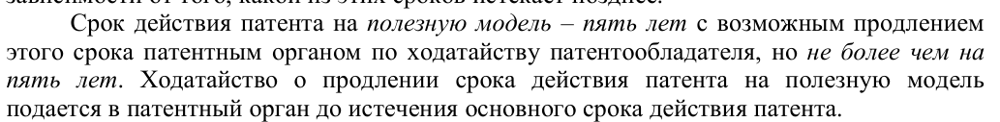 зависимости от того, какой из этих сроков истекает позднее.
Срок действия патента на полезную модель – пять лет с возможным продлением
этого срока патентным органом по ходатайству патентообладателя, но не более чем на
пять лет. Ходатайство о продлении срока действия патента на полезную модель
подается в патентный орган до истечения основного срока действия патента.